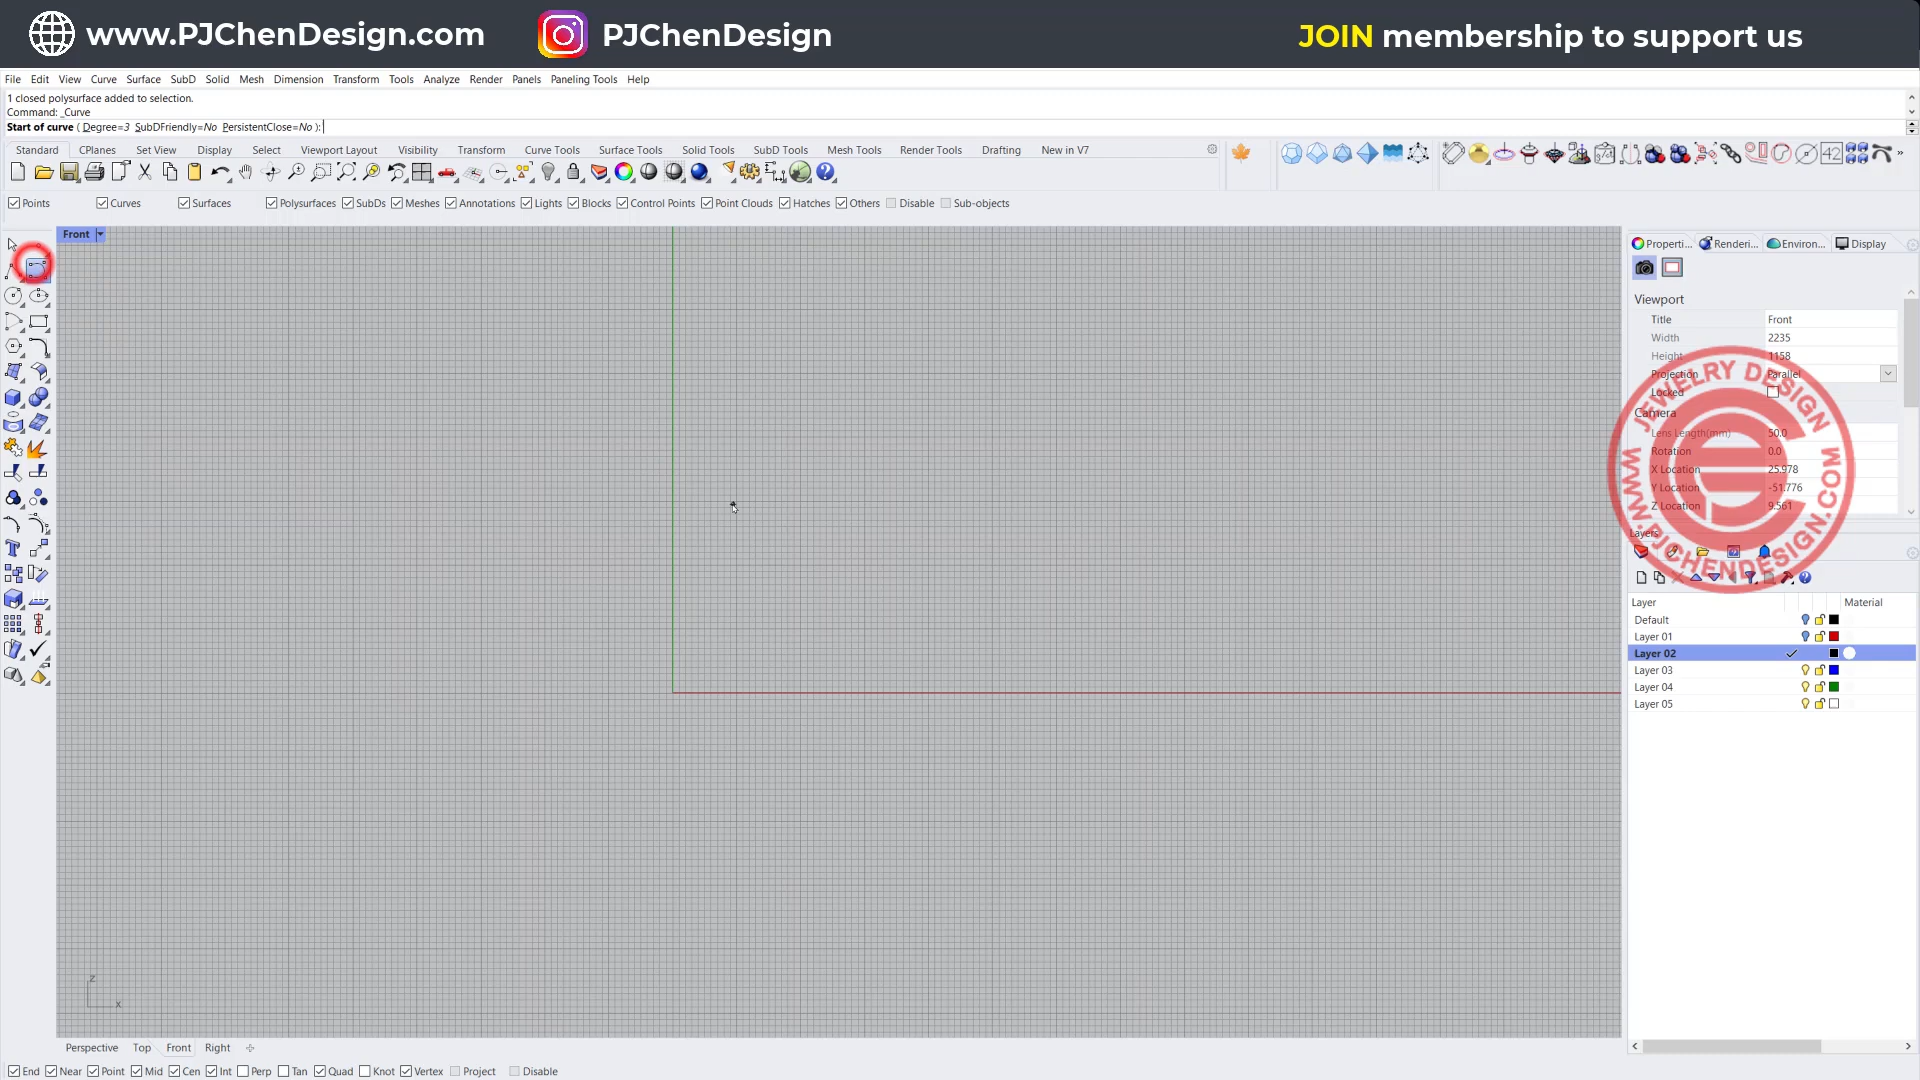 www.PJChenDesign.com PJChenDesign JOIN membership to support us
File Edit View Curve Surface SubD Solid Mesh Dimension Transform Tools Analyze Render Panels Paneling Tools Help
1 closed polysurface added to selection.
Command: _Curve
Start of curve ( Degree=3 SubDFriendly=No PersistentClose=No ):
Standard CPlanes Set View Display Select Viewport Layout Visibility Transform Curve Tools Surface Tools Solid Tools SubD Tools Mesh Tools Render Tools Drafting New in V7
Points Curves Surfaces Polysurfaces SubDs Meshes Annotations Lights Blocks Control Points Point Clouds Hatches Others Disable Sub-objects
Front
Properti... Renderi... Environ... Display
Viewport
Title Front
Width 2235
Height 1158
Projection Parallel
Locked
Camera
Lens Length(mm) 50.0
Rotation 0.0
X Location 25.978
Y Location -51.776
Z Location 9.561
JEWELRY DESIGN
WWW.PJCHENDESIGN.COM
Layers
Layer Material
Default
Layer 01
Layer 02
Layer 03
Layer 04
Layer 05
z
x
Perspective Top Front Right
End Near Point Mid Cen Int Perp Tan Quad Knot Vertex Project Disable